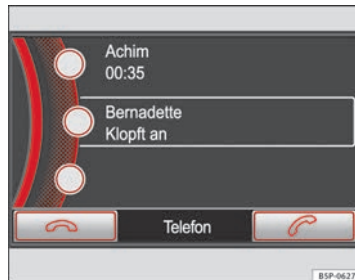 Achim
00:35
Bernadette
Klopft an
Telefon
B5P-0627